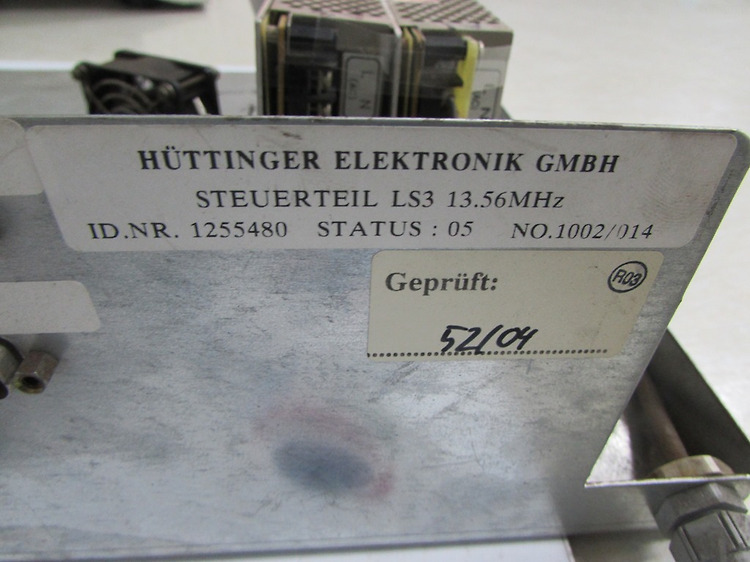 HÜTTINGER ELEKTRONIK GMBH
STEUERTEIL LS3 13.56MHz
ID.NR. 1255480 STATUS : 05 NO.1002/014
Geprüft: R03
52/04
L N
N